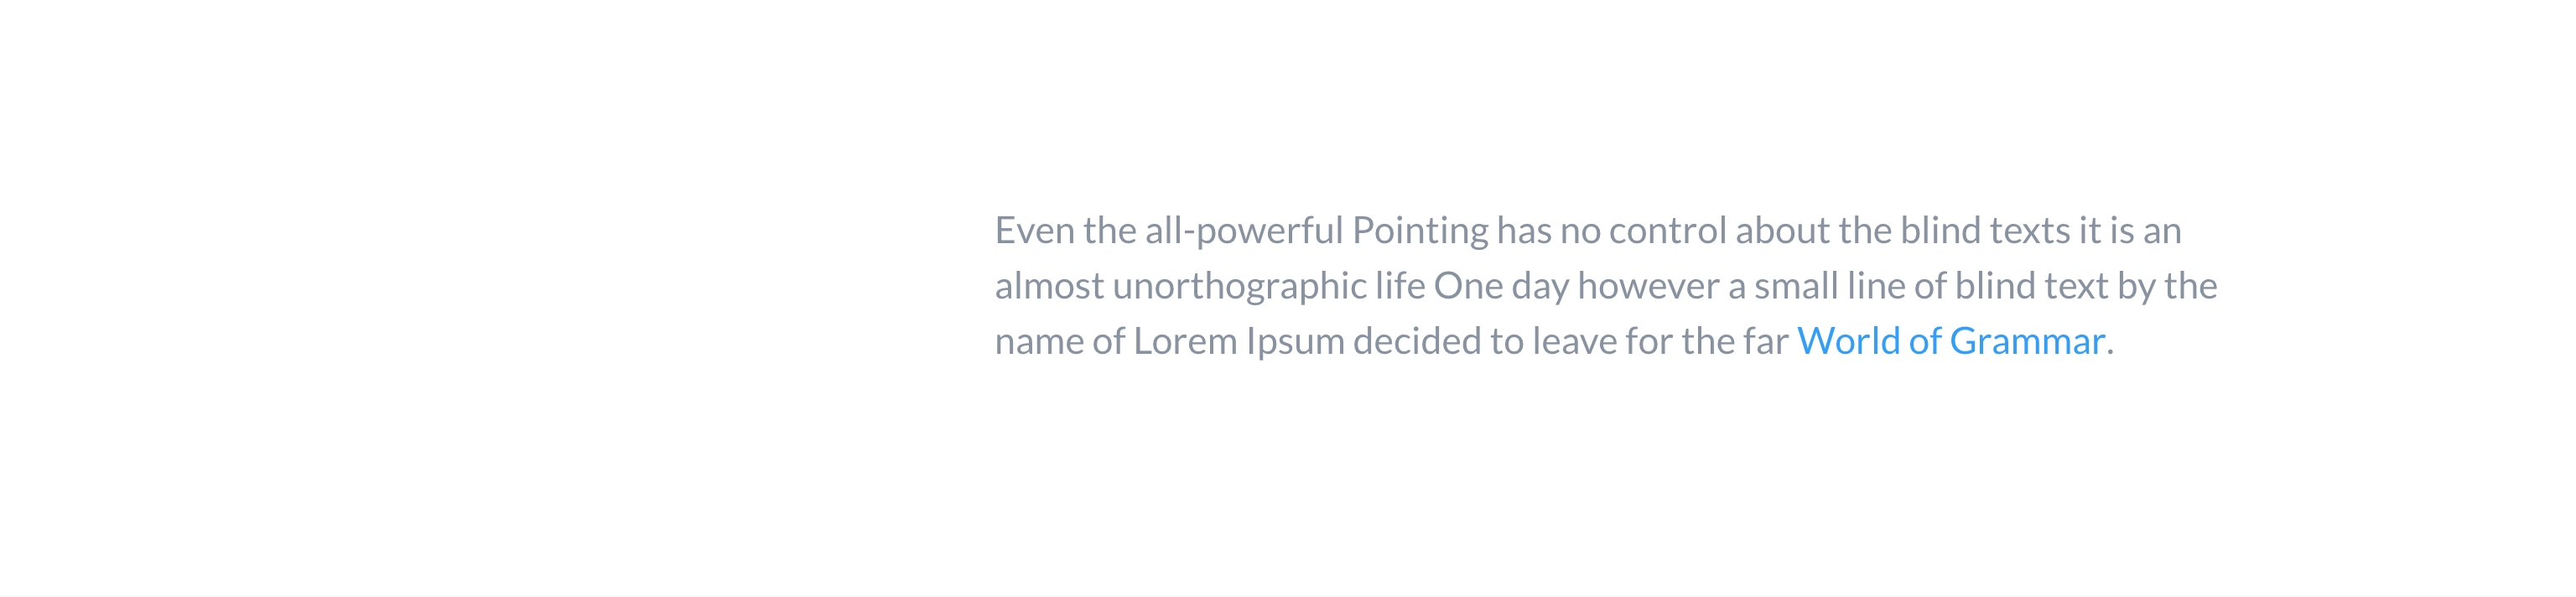 Even the all-powerful Pointing has no control about the blind texts it is an
almost unorthographic life One day however a small line of blind text by the
name of Lorem Ipsum decided to leave for the far World of Grammar.